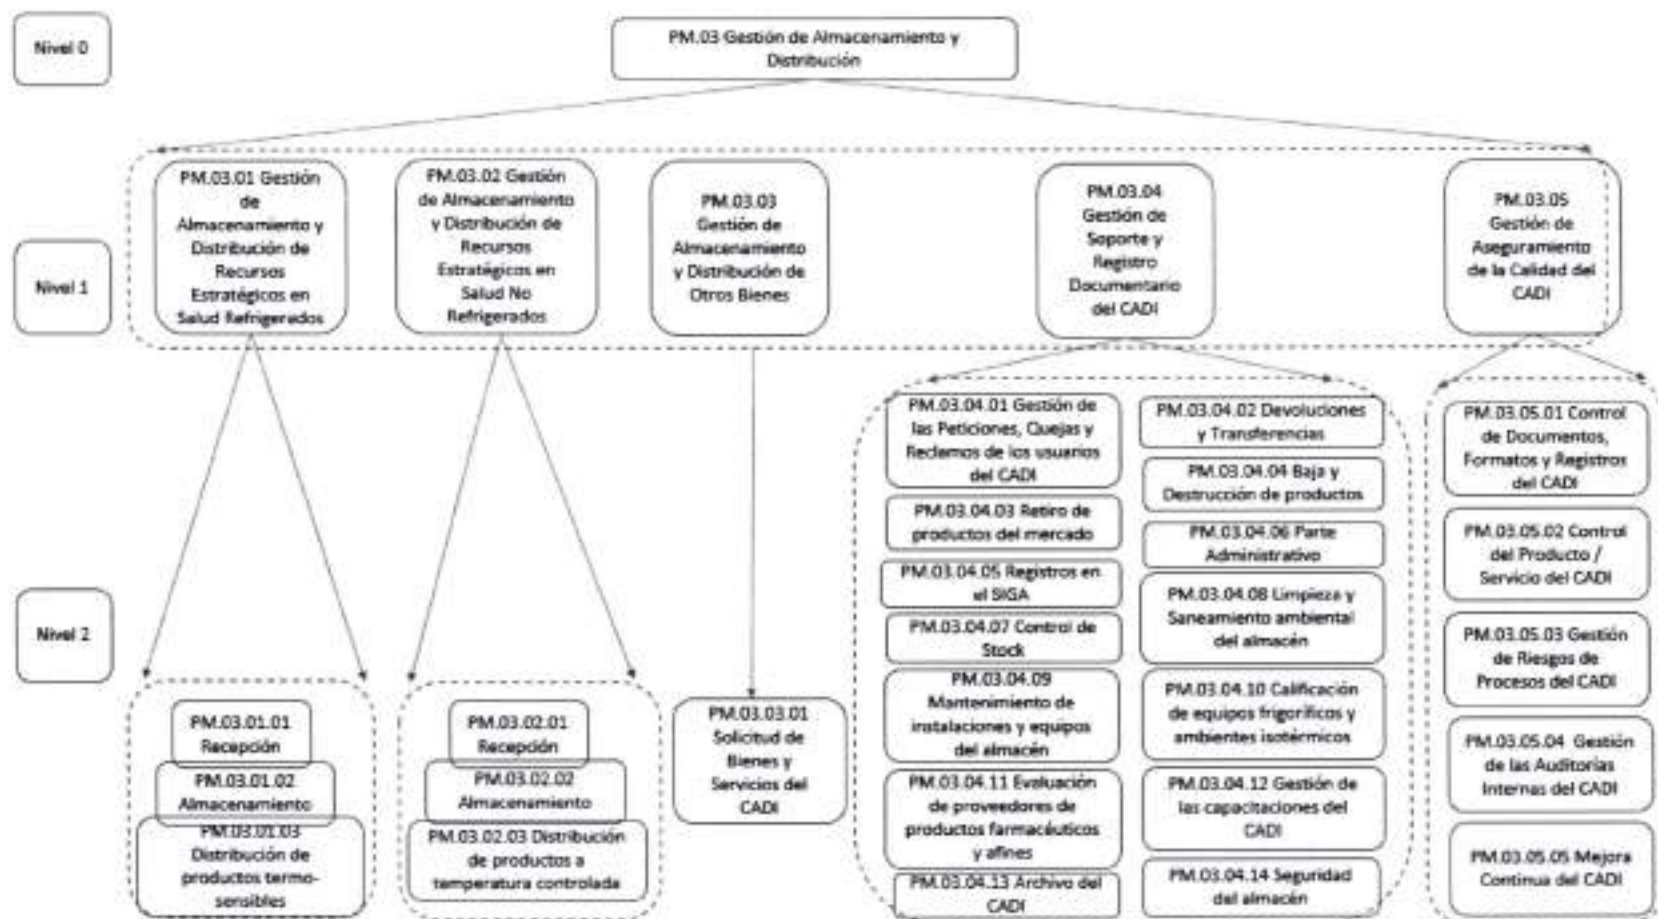 Nivel 0
PM.03 Gestión de Almacenamiento y
Distribución
Nivel 1
PM.03.01 Gestión
de
Almacenamiento y
Distribución de
Recursos
Estratégicos en
Salud Refrigerados
PM.03.02 Gestión
de Almacenamiento
y Distribución de
Recursos
Estratégicos en
Salud No
Refrigerados
PM.03.03
Gestión de
Almacenamiento
y Distribución de
Otros Bienes
PM.03.04
Gestión de
Soporte y
Registro
Documentario
del CADI
PM.03.05
Gestión de
Aseguramiento
de la Calidad del
CADI
Nivel 2
PM.03.01.01
Recepción
PM.03.01.02
Almacenamiento
PM.03.01.03
Distribución de
productos termo-
sensibles
PM.03.02.01
Recepción
PM.03.02.02
Almacenamiento
PM.03.02.03 Distribución
de productos a
temperatura controlada
PM.03.03.01
Solicitud de
Bienes y
Servicios del
CADI
PM.03.04.01 Gestión de
las Peticiones, Quejas y
Reclamos de los usuarios
del CADI
PM.03.04.02 Devoluciones
y Transferencias
PM.03.04.03 Retiro de
productos del mercado
PM.03.04.04 Baja y
Destrucción de productos
PM.03.04.05 Registros en
el SIGA
PM.03.04.06 Parte
Administrativo
PM.03.04.07 Control de
Stock
PM.03.04.08 Limpieza y
Saneamiento ambiental
del almacén
PM.03.04.09
Mantenimiento de
instalaciones y equipos
del almacén
PM.03.04.10 Calificación
de equipos frigoríficos y
ambientes isotérmicos
PM.03.04.11 Evaluación
de proveedores de
productos farmacéuticos
y afines
PM.03.04.12 Gestión de
las capacitaciones del
CADI
PM.03.04.13 Archivo del
CADI
PM.03.04.14 Seguridad
del almacén
PM.03.05.01 Control
de Documentos,
Formatos y Registros
del CADI
PM.03.05.02 Control
del Producto /
Servicio del CADI
PM.03.05.03 Gestión
de Riesgos de
Procesos del CADI
PM.03.05.04 Gestión
de las Auditorías
Internas del CADI
PM.03.05.05 Mejora
Continua del CADI